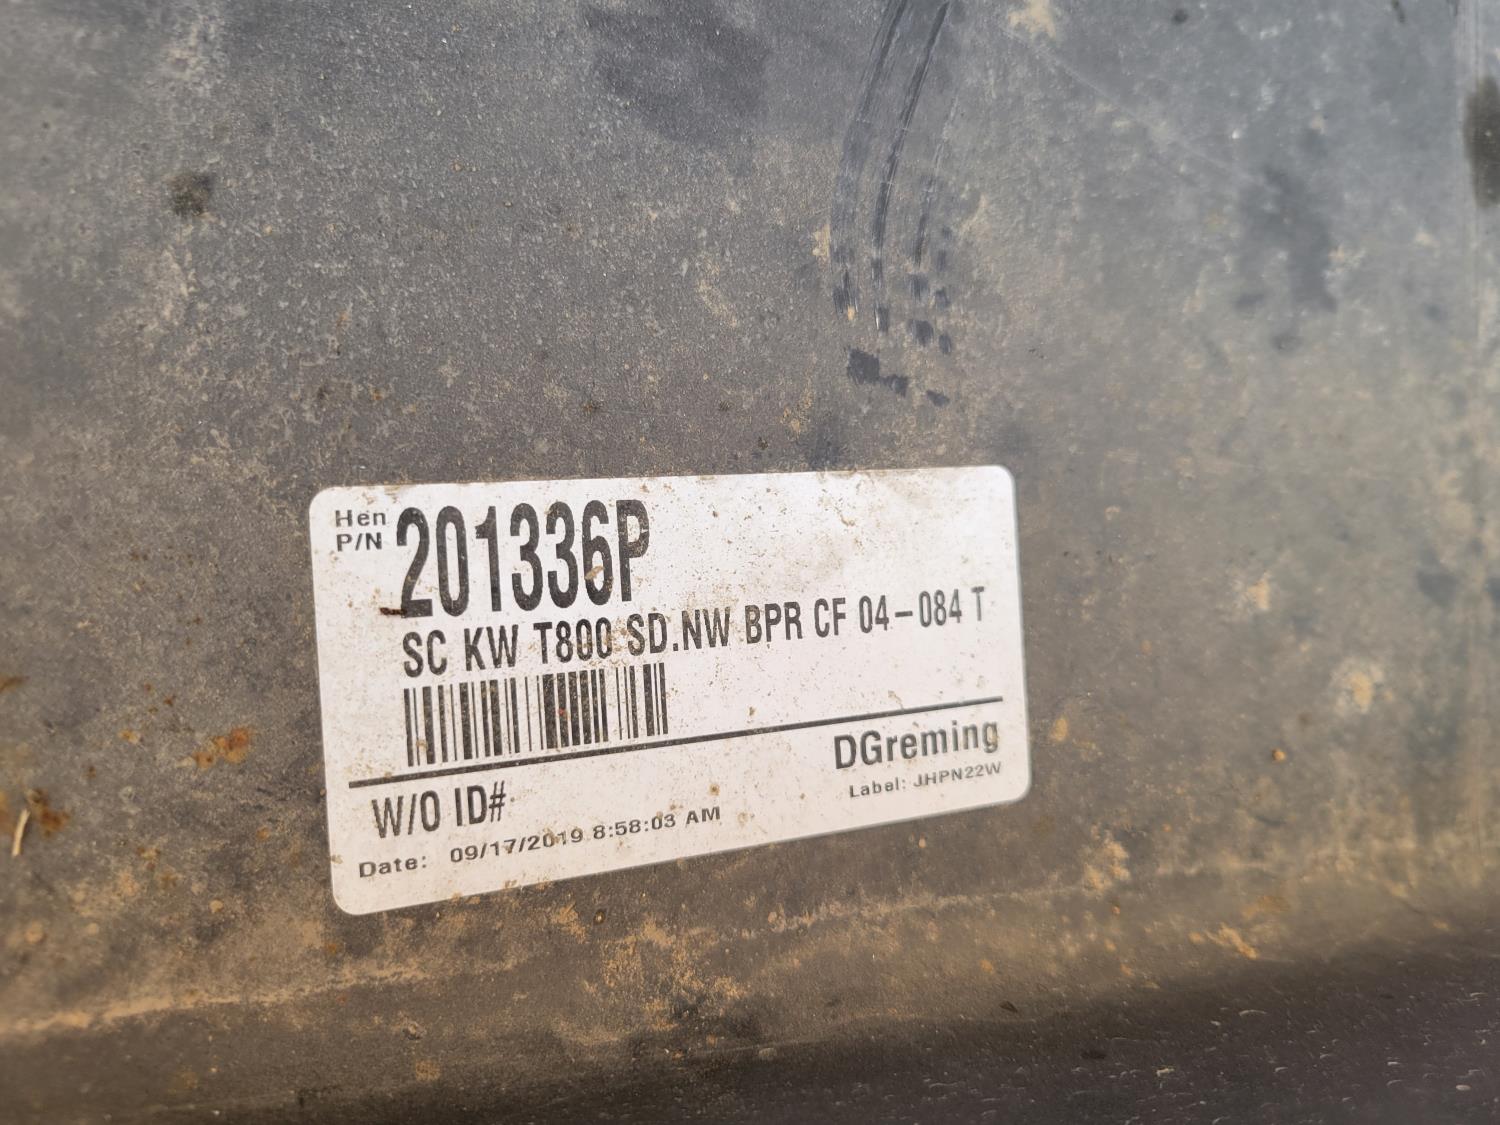 Hen
P/N 201336P
SC KW T800 SD.NW BPR CF 04-084 T
DGreming
Label: JHPN22W
W/O ID#
Date: 09/17/2019 8:58:03 AM